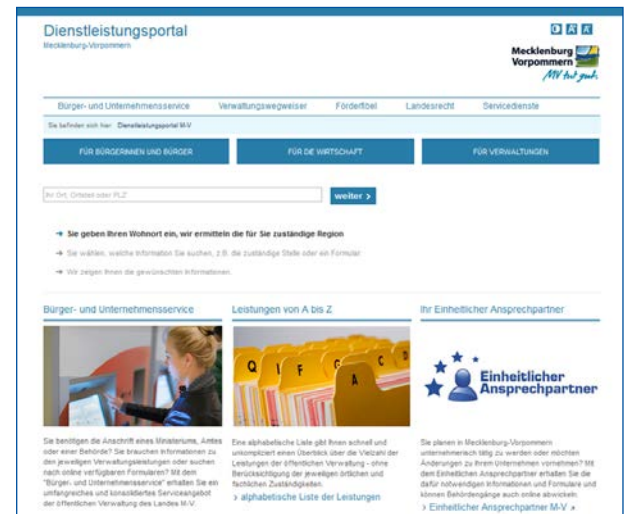 Dienstleistungsportal
Mecklenburg-Vorpommern
Mecklenburg
Vorpommern
MV tut gut.
Bürger- und Unternehmensservice Verwaltungswegweiser Förderfibel Landesrecht Servicedienste
Sie befinden sich hier: Dienstleistungsportal M-V
FÜR BÜRGERINNEN UND BÜRGER FÜR DIE WIRTSCHAFT FÜR VERWALTUNGEN
Ihr Ort, Ortsteil oder PLZ weiter >
➔ Sie geben Ihren Wohnort ein, wir ermitteln die für Sie zuständige Region
➔ Sie wählen, welche Information Sie suchen, z.B. die zuständige Stelle oder ein Formular.
➔ Wir zeigen Ihnen die gewünschten Informationen.
Bürger- und Unternehmensservice
Sie benötigen die Anschrift eines Ministeriums, Amtes
oder einer Behörde? Sie brauchen Informationen zu
den jeweiligen Verwaltungsleistungen oder suchen
nach online verfügbaren Formularen? Mit dem
"Bürger- und Unternehmensservice" erhalten Sie ein
umfangreiches und konsolidiertes Serviceangebot
der öffentlichen Verwaltung des Landes M-V.
Leistungen von A bis Z
Q I F G A C D
Eine alphabetische Liste gibt Ihnen schnell und
unkompliziert einen Überblick über die Vielzahl der
Leistungen der öffentlichen Verwaltung - ohne
Berücksichtigung der jeweiligen örtlichen und
fachlichen Zuständigkeiten.
> alphabetische Liste der Leistungen
Ihr Einheitlicher Ansprechpartner
Einheitlicher
Ansprechpartner
Sie planen in Mecklenburg-Vorpommern
unternehmerisch tätig zu werden oder möchten
Änderungen zu Ihrem Unternehmen vornehmen? Mit
dem Einheitlichen Ansprechpartner erhalten Sie die
dafür notwendigen Informationen und Formulare und
können Behördengänge auch online abwickeln.
> Einheitlicher Ansprechpartner M-V